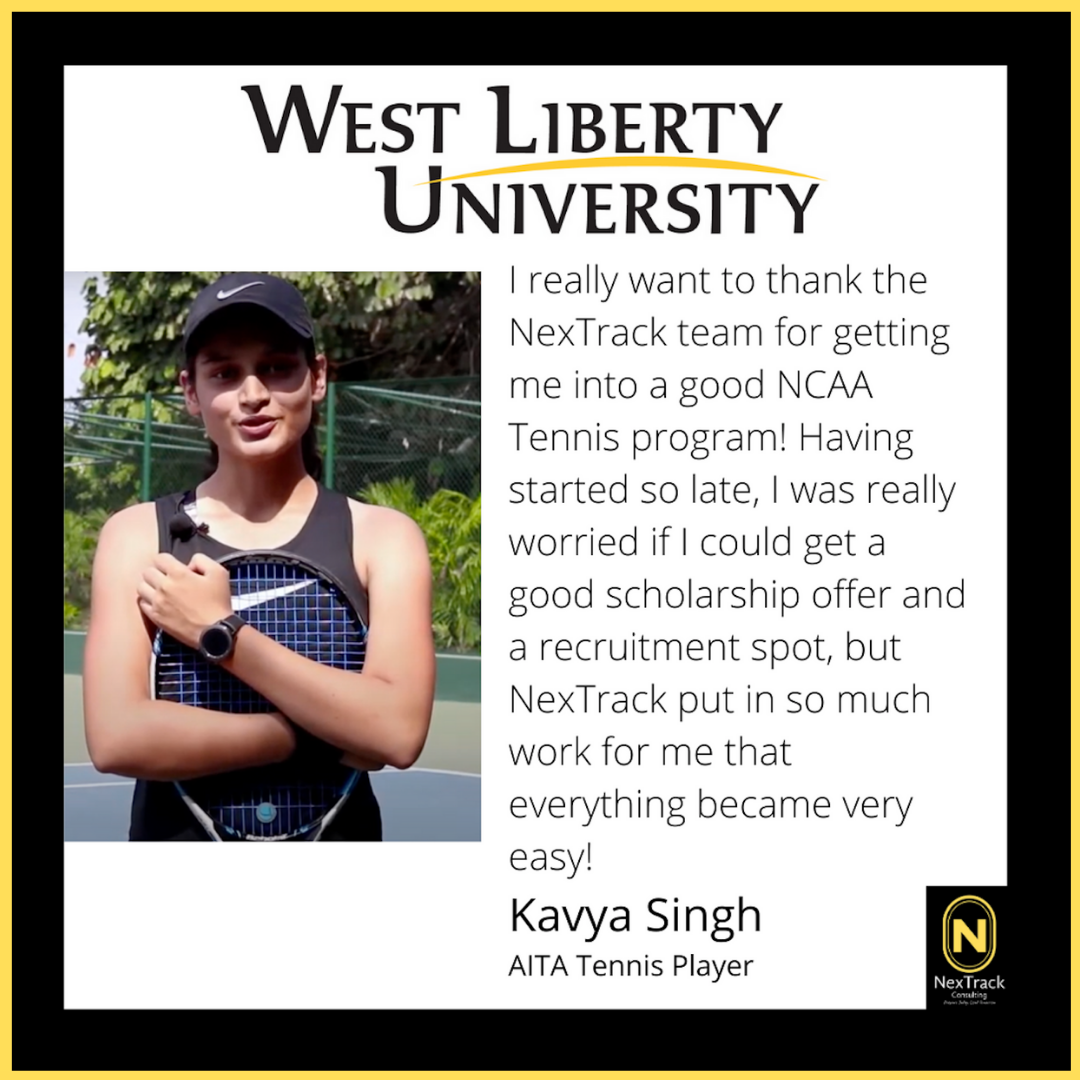 WEST LIBERTY
UNIVERSITY
I really want to thank the
NexTrack team for getting
me into a good NCAA
Tennis program! Having
started so late, I was really
worried if I could get a
good scholarship offer and
a recruitment spot, but
NexTrack put in so much
work for me that
everything became very
easy!
Kavya Singh
AITA Tennis Player
N
NexTrack
Consulting